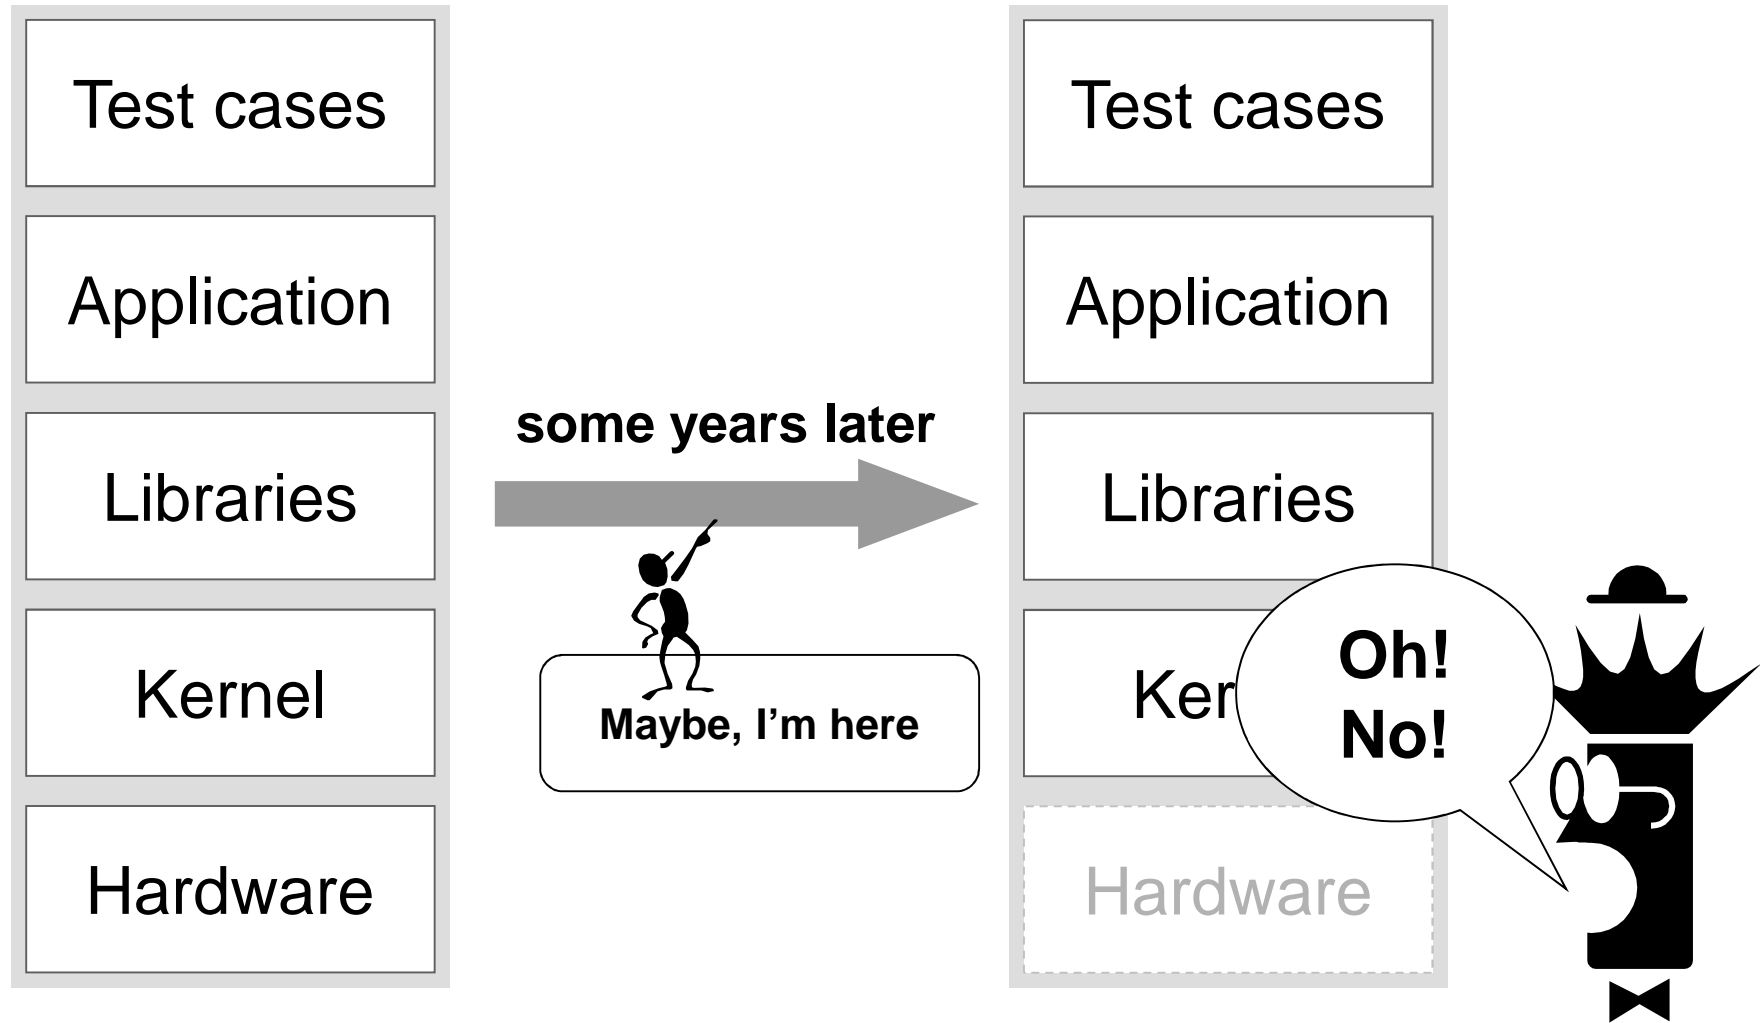 Test cases
Application
Libraries
Kernel
Hardware
some years later
Maybe, I’m here
Test cases
Application
Libraries
Ker
Hardware
Oh!
No!